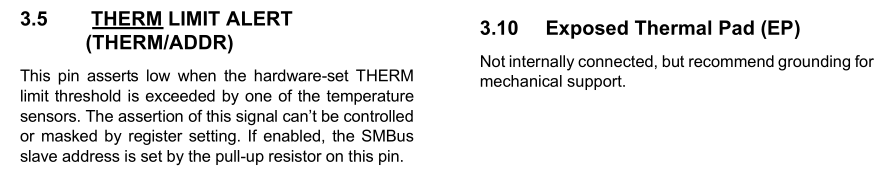 3.5 THERM LIMIT ALERT
(THERM/ADDR)
This pin asserts low when the hardware-set THERM
limit threshold is exceeded by one of the temperature
sensors. The assertion of this signal can't be controlled
or masked by register setting. If enabled, the SMBus
slave address is set by the pull-up resistor on this pin.
3.10 Exposed Thermal Pad (EP)
Not internally connected, but recommend grounding for
mechanical support.